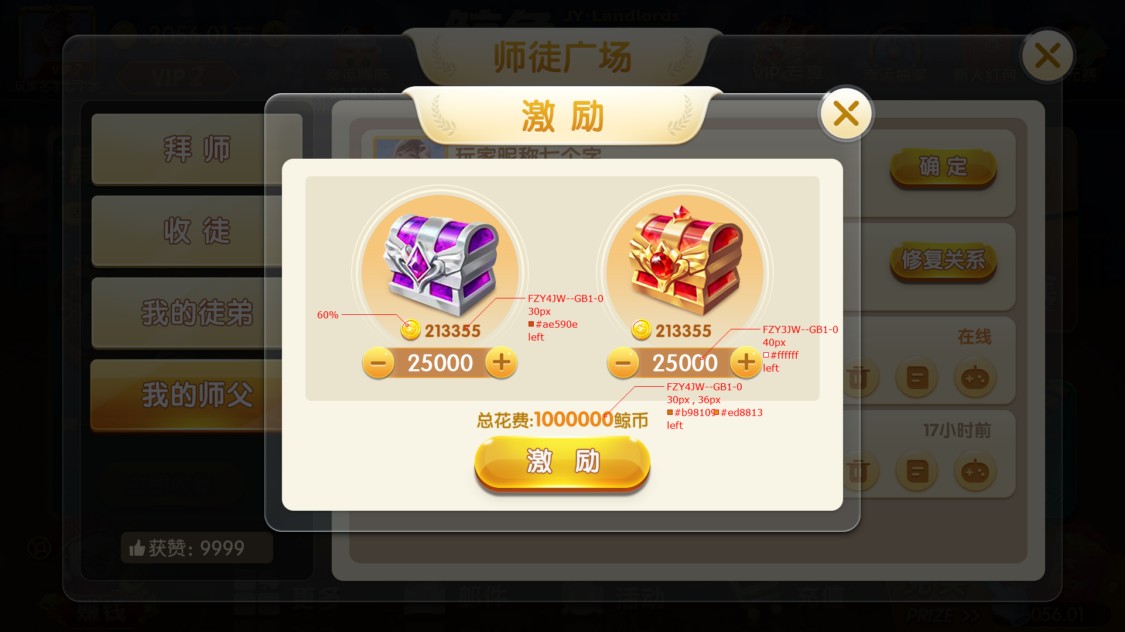 JY·Landlords
师徒广场
激 励
拜 师
收 徒
我的徒弟
我的师父
获赞: 9999
玩家昵称七个字
确 定
修复关系
在线
17小时前
60%
213355
FZY4JW--GB1-0
30px
#ae590e
left
25000
213355
FZY3JW--GB1-0
40px
#ffffff
left
25000
FZY4JW--GB1-0
30px , 36px
#b98109 #ed8813
left
总花费:1000000鲸币
激 励
PRIZE >>